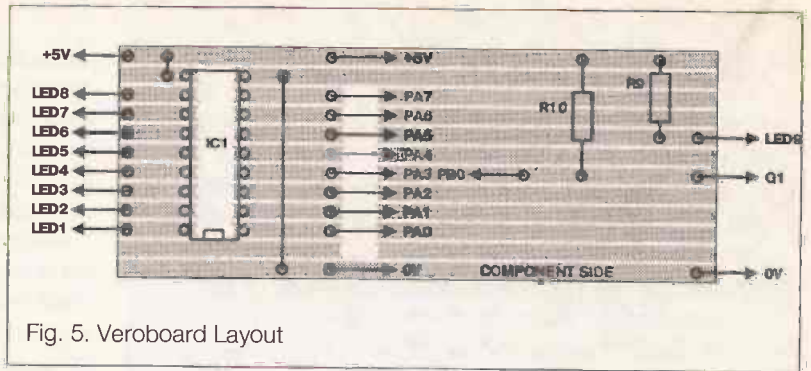 +5V +5V
LED8 PA7 R10 R9
LED7 PA6
LED6 PA5 LED9
LED5 IC1 PA4
LED4 PA3 PB0 Q1
LED3 PA2
LED2 PA1
LED1 PA0
0V COMPONENT SIDE 0V
Fig. 5. Veroboard Layout